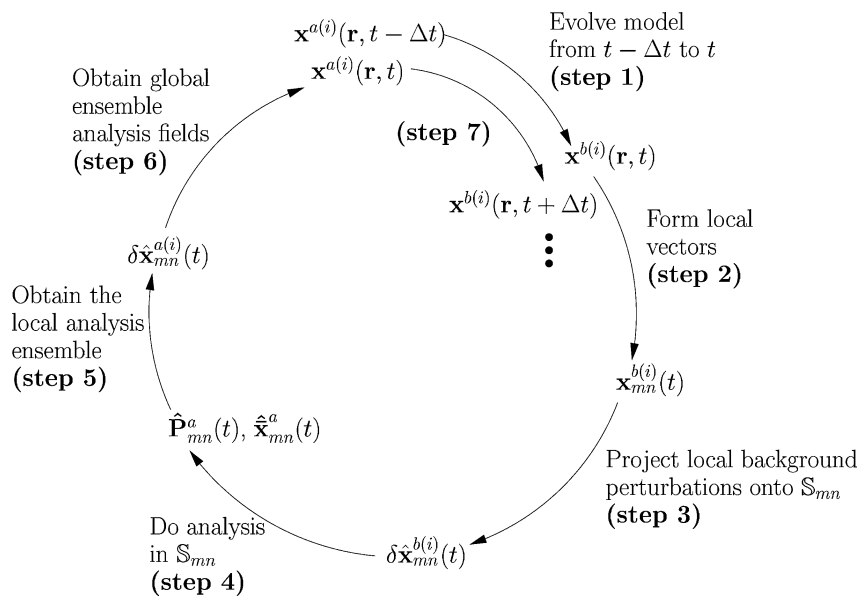 𝐱^{a(i)}(𝐫, t − Δt)
Evolve model
from t − Δt to t
(step 1)
𝐱^{a(i)}(𝐫, t)
(step 7)
𝐱^{b(i)}(𝐫, t)
𝐱^{b(i)}(𝐫, t + Δt)
Form local
vectors
(step 2)
𝐱_{mn}^{b(i)}(t)
Project local background
perturbations onto 𝕊_{mn}
(step 3)
δ𝐱̂_{mn}^{b(i)}(t)
Do analysis
in 𝕊_{mn}
(step 4)
𝐏̂_{mn}^{a}(t), 𝐱̄̂_{mn}^{a}(t)
Obtain the
local analysis
ensemble
(step 5)
δ𝐱̂_{mn}^{a(i)}(t)
Obtain global
ensemble
analysis fields
(step 6)